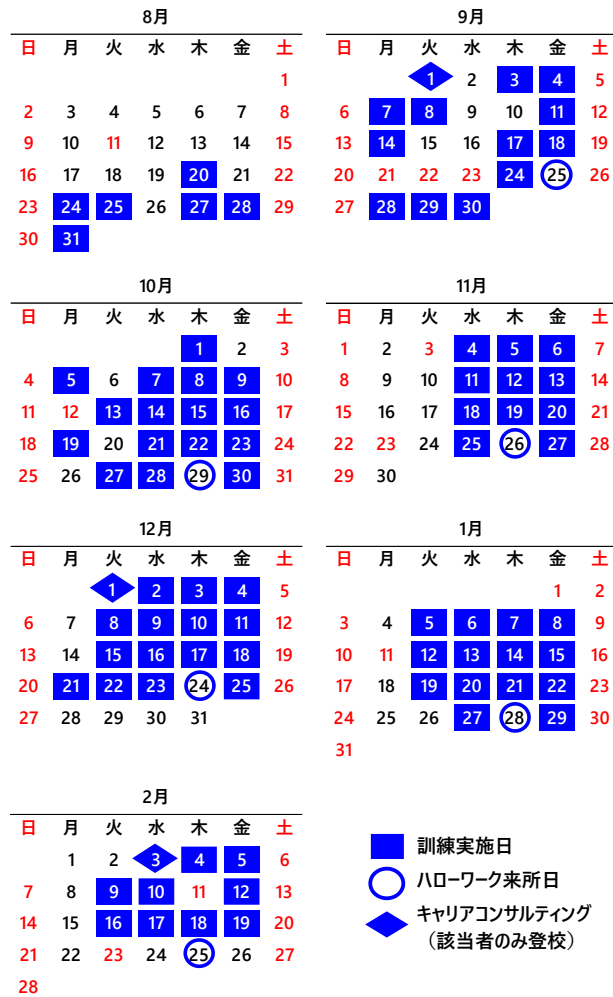 8月
日 月 火 水 木 金 土
1
2 3 4 5 6 7 8
9 10 11 12 13 14 15
16 17 18 19 20 21 22
23 24 25 26 27 28 29
30 31
9月
日 月 火 水 木 金 土
1 2 3 4 5
6 7 8 9 10 11 12
13 14 15 16 17 18 19
20 21 22 23 24 25 26
27 28 29 30
10月
日 月 火 水 木 金 土
1 2 3
4 5 6 7 8 9 10
11 12 13 14 15 16 17
18 19 20 21 22 23 24
25 26 27 28 29 30 31
11月
日 月 火 水 木 金 土
1 2 3 4 5 6 7
8 9 10 11 12 13 14
15 16 17 18 19 20 21
22 23 24 25 26 27 28
29 30
12月
日 月 火 水 木 金 土
1 2 3 4 5
6 7 8 9 10 11 12
13 14 15 16 17 18 19
20 21 22 23 24 25 26
27 28 29 30 31
1月
日 月 火 水 木 金 土
1 2
3 4 5 6 7 8 9
10 11 12 13 14 15 16
17 18 19 20 21 22 23
24 25 26 27 28 29 30
31
2月
日 月 火 水 木 金 土
1 2 3 4 5 6
7 8 9 10 11 12 13
14 15 16 17 18 19 20
21 22 23 24 25 26 27
28
訓練実施日
ハローワーク来所日
キャリアコンサルティング
（該当者のみ登校）